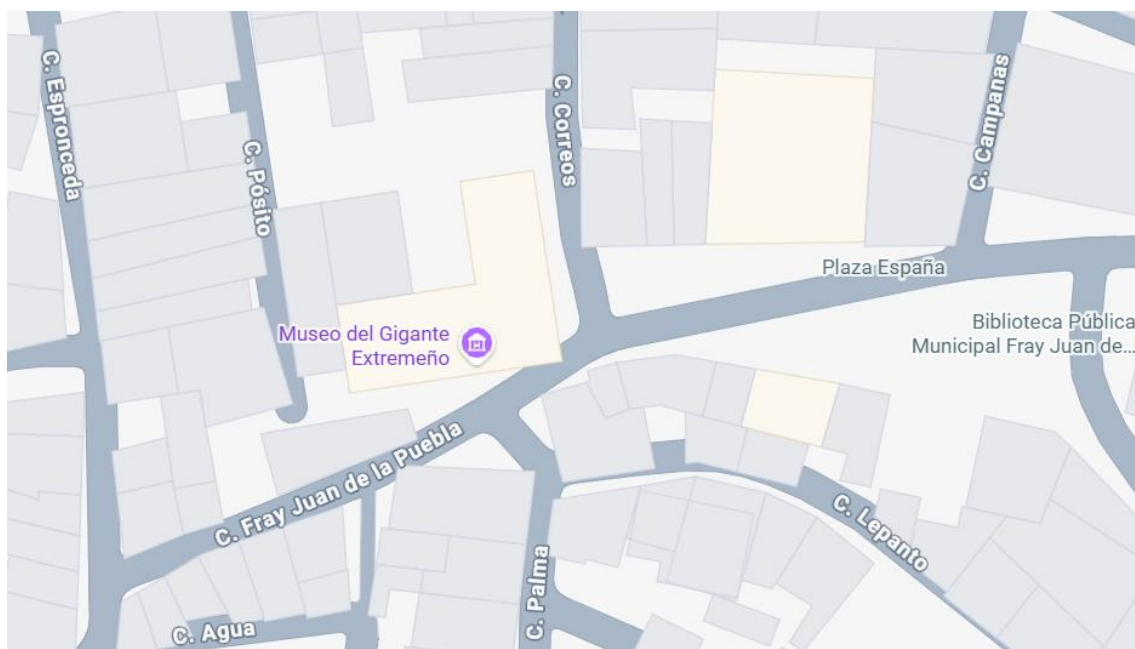 C. Espronceda
C. Pósito
C. Correos
C. Campanas
Plaza España
Museo del Gigante
Extremeño
Biblioteca Pública
Municipal Fray Juan de...
C. Fray Juan de la Puebla
C. Lepanto
C. Palma
C. Agua